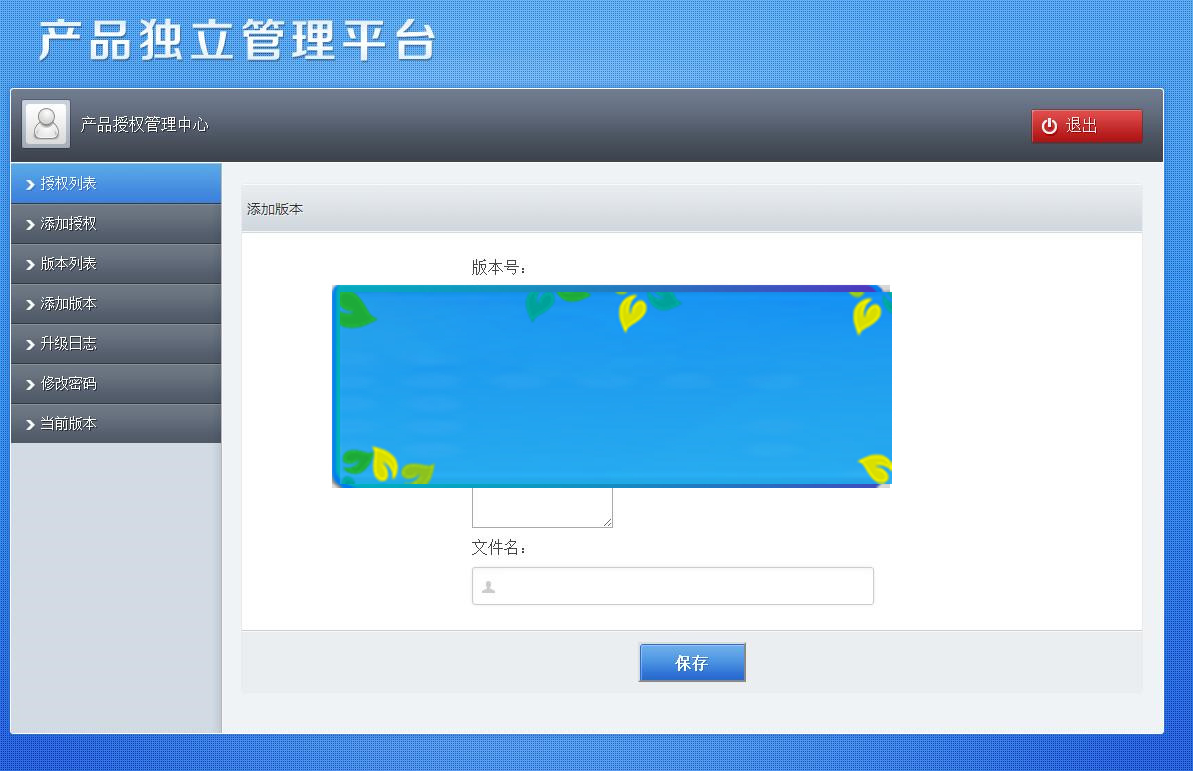 产品独立管理平台
产品授权管理中心
退出
授权列表
添加授权
版本列表
添加版本
升级日志
修改密码
当前版本
添加版本
版本号：
文件名：
保存